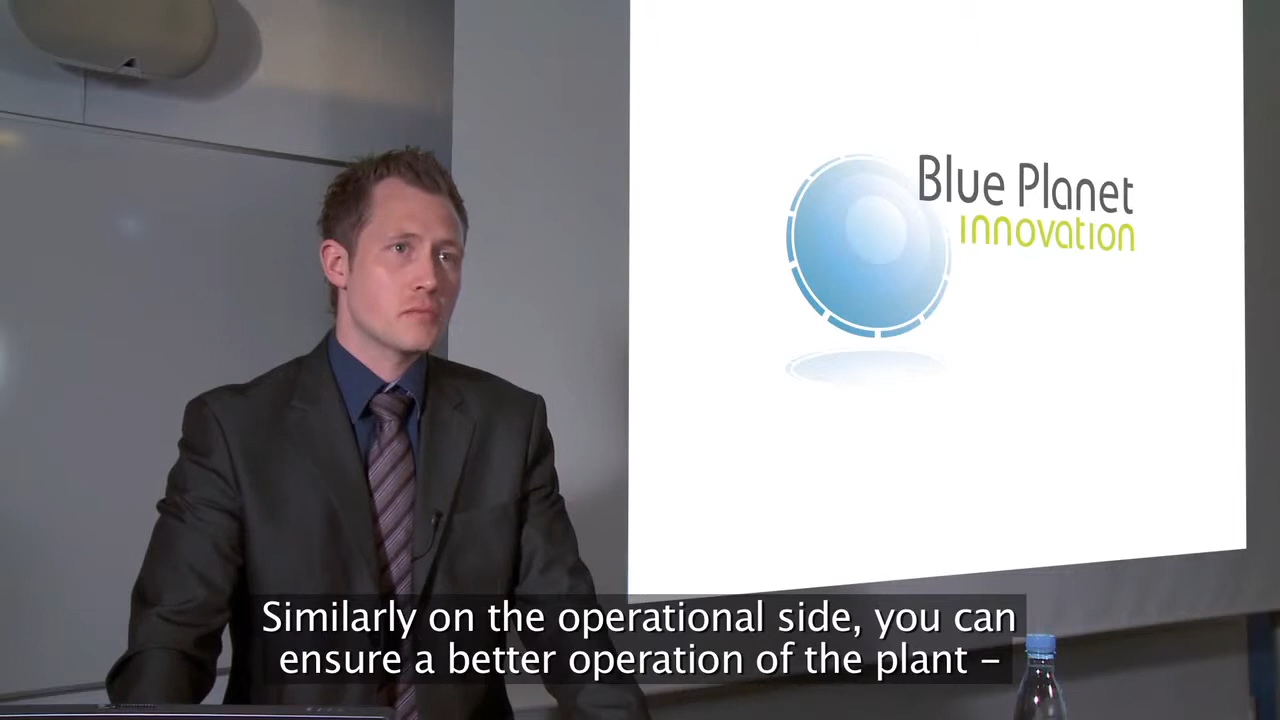 Blue Planet
innovation
Similarly on the operational side, you can
ensure a better operation of the plant –